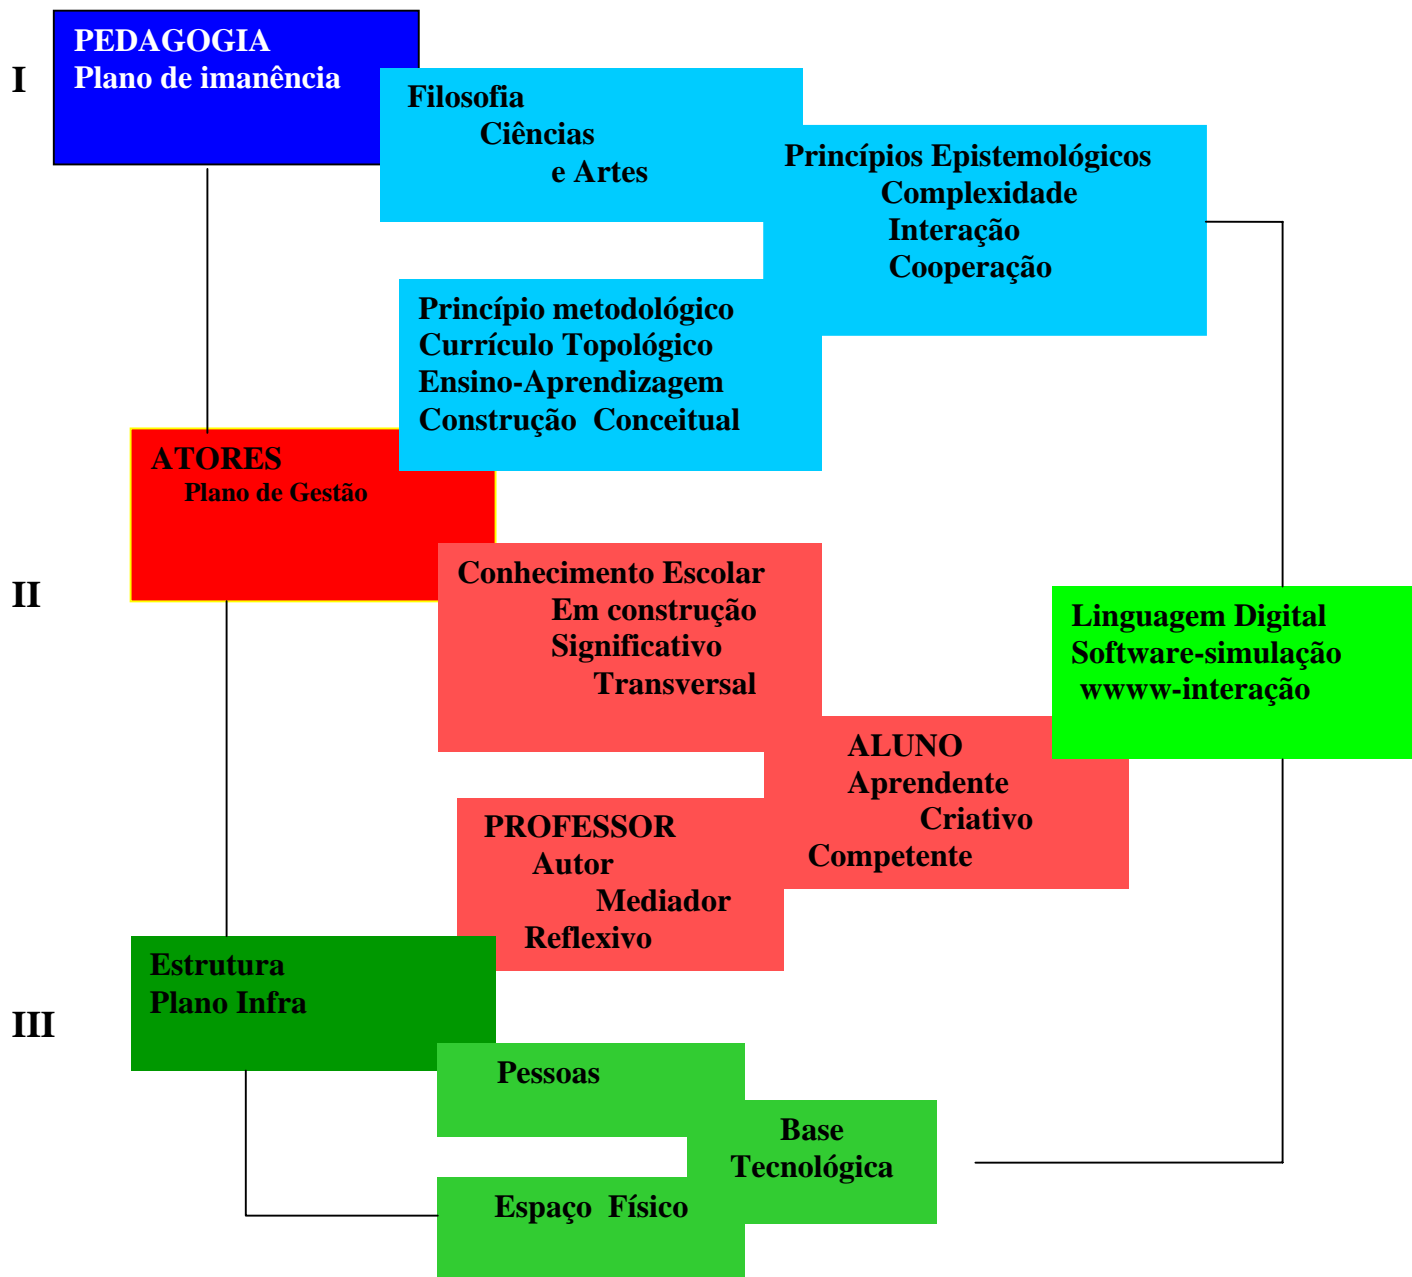 I
PEDAGOGIA
Plano de imanência
Filosofia
Ciências
e Artes
Princípios Epistemológicos
Complexidade
Interação
Cooperação
Princípio metodológico
Currículo Topológico
Ensino-Aprendizagem
Construção Conceitual
II
ATORES
Plano de Gestão
Conhecimento Escolar
Em construção
Significativo
Transversal
Linguagem Digital
Software-simulação
wwww-interação
ALUNO
Aprendente
Criativo
Competente
PROFESSOR
Autor
Mediador
Reflexivo
III
Estrutura
Plano Infra
Pessoas
Base
Tecnológica
Espaço Físico